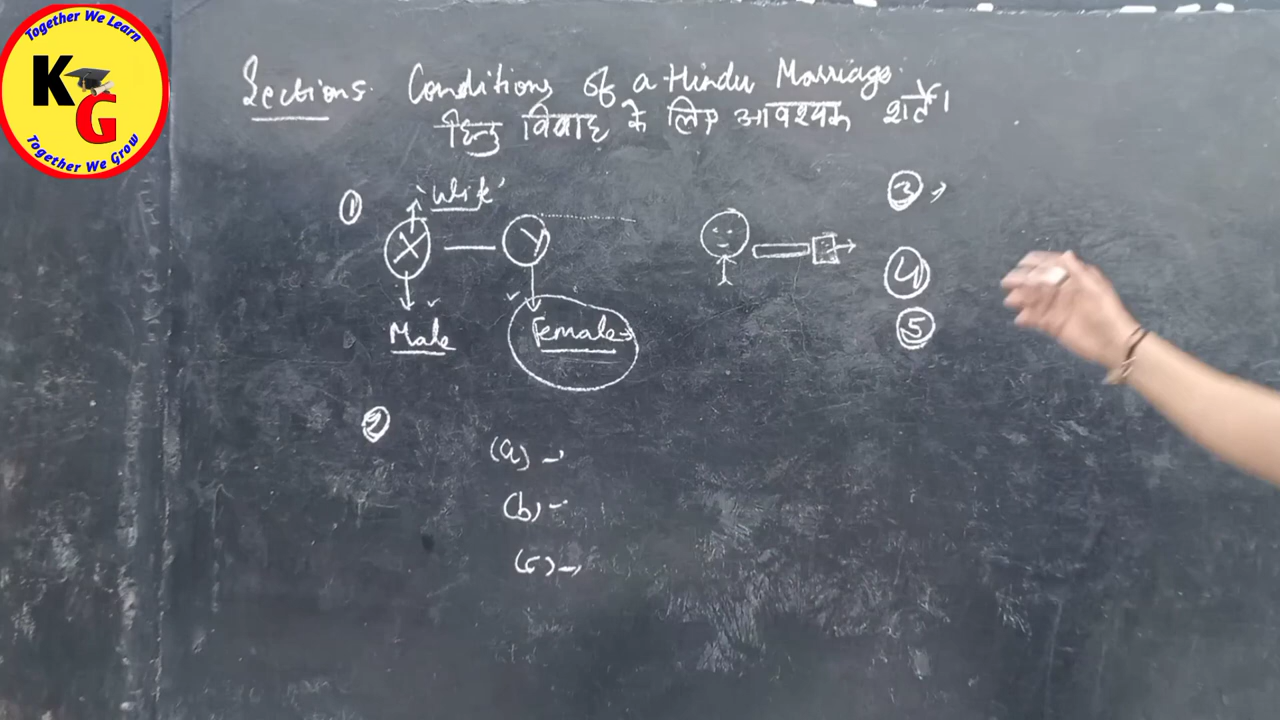 Together We Learn
KG
Together We Grow
Section5. Conditions Of a Hindu Marriage.
हिन्दू विवाह के लिए आवश्यक शर्ते।
① 'Wife'
X — Y
Male Female
③
④
⑤
②
(a) -
(b) -
(c) -